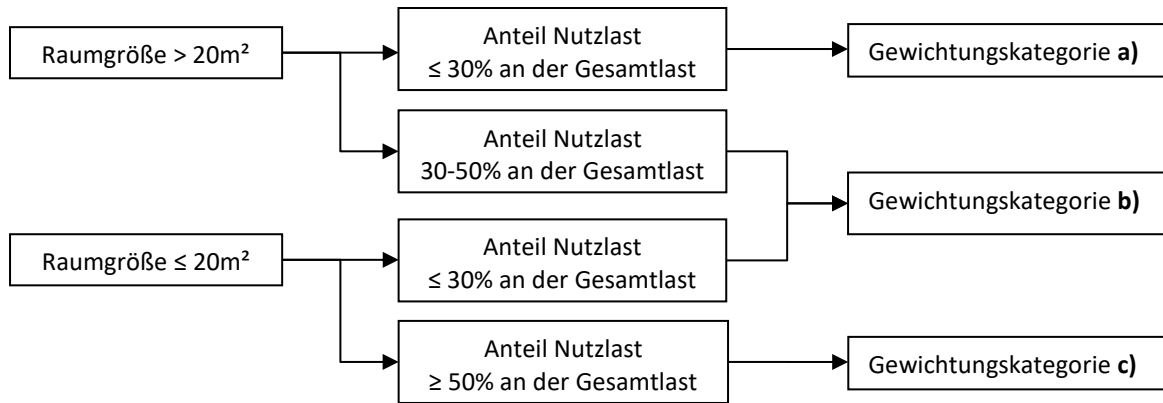 Raumgröße > 20m²
Anteil Nutzlast
≤ 30% an der Gesamtlast
Gewichtungskategorie a)
Anteil Nutzlast
30-50% an der Gesamtlast
Gewichtungskategorie b)
Raumgröße ≤ 20m²
Anteil Nutzlast
≤ 30% an der Gesamtlast
Anteil Nutzlast
≥ 50% an der Gesamtlast
Gewichtungskategorie c)